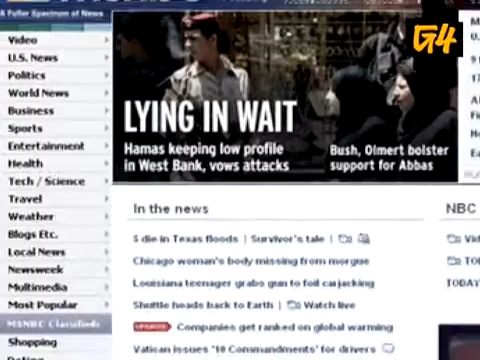 A Fuller Spectrum of News
G4
Video
U.S. News
Politics
World News
Business
Sports
Entertainment
Health
Tech / Science
Travel
Weather
Blogs Etc.
Local News
Newsweek
Multimedia
Most Popular
MSNBC Classifieds
Shopping
Dating
LYING IN WAIT
Hamas keeping low profile
in West Bank, vows attacks
Bush, Olmert bolster
support for Abbas
In the news
5 die in Texas floods | Survivor's tale |
Chicago woman's body missing from morgue
Louisiana teenager grabs gun to foil carjacking
Shuttle heads back to Earth | Watch live
UPDATED Companies get ranked on global warming
Vatican issues '10 Commandments' for drivers
NBC
Vid
TOD
TODAY